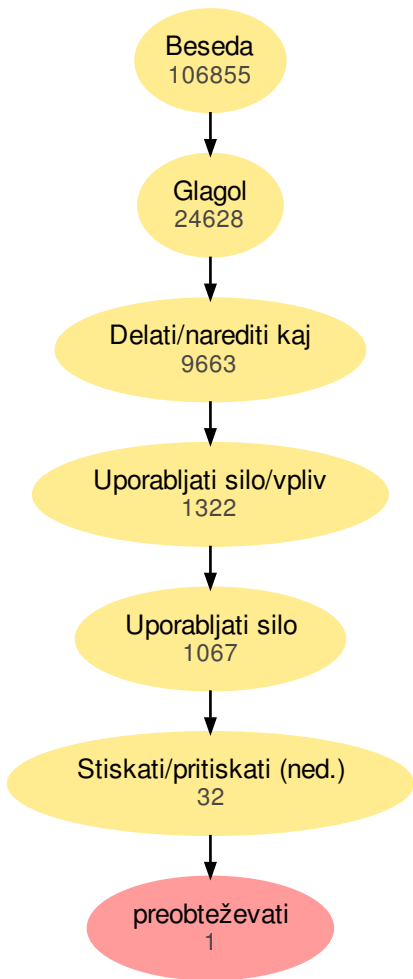 Beseda
106855
Glagol
24628
Delati/narediti kaj
9663
Uporabljati silo/vpliv
1322
Uporabljati silo
1067
Stiskati/pritiskati (ned.)
32
preobteževati
1